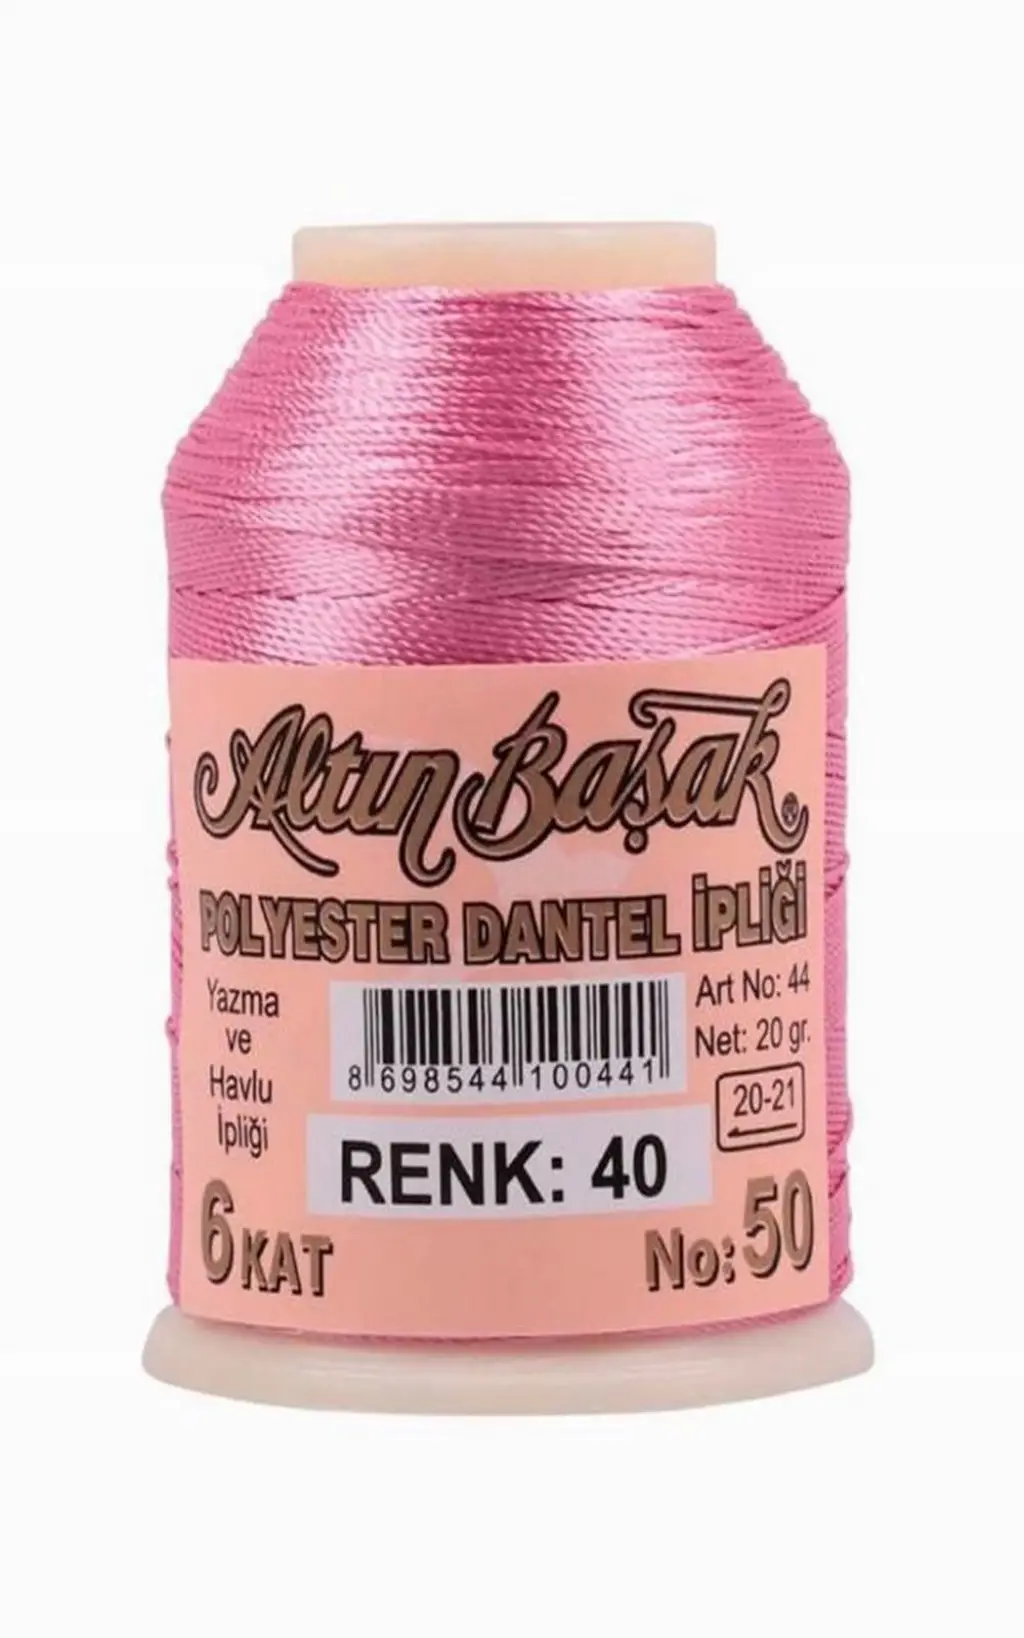 Altın Başak ®
POLYESTER DANTEL İPLİĞİ
Yazma
ve
Havlu
İpliği
8 698544 100441
Art No: 44
Net: 20 gr.
20-21
RENK: 40
6 KAT
No: 50